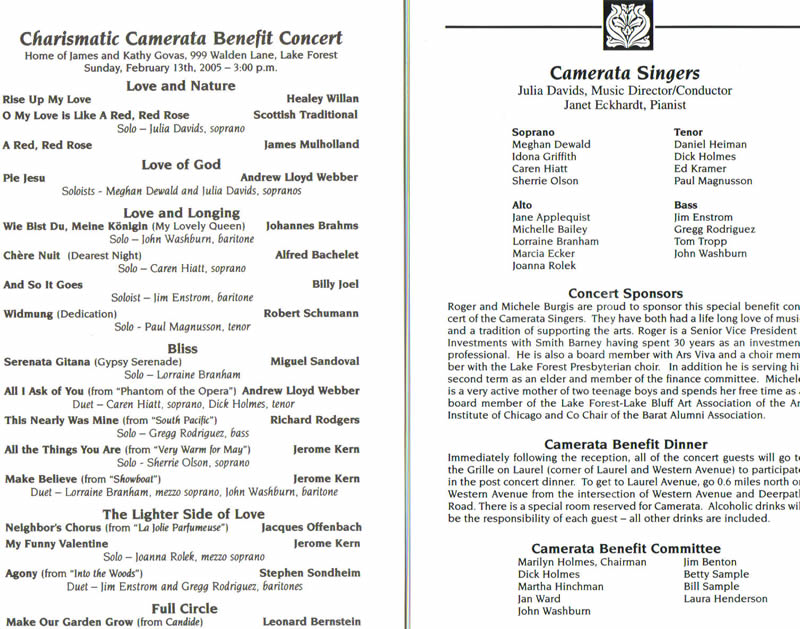 Charismatic Camerata Benefit Concert
Home of James and Kathy Govas, 999 Walden Lane, Lake Forest
Sunday, February 13th, 2005 – 3:00 p.m.
Love and Nature
Rise Up My Love Healey Willan
O My Love is Like A Red, Red Rose Scottish Traditional
Solo – Julia Davids, soprano
A Red, Red Rose James Mulholland
Love of God
Pie Jesu Andrew Lloyd Webber
Soloists - Meghan Dewald and Julia Davids, sopranos
Love and Longing
Wie Bist Du, Meine Königin (My Lovely Queen) Johannes Brahms
Solo – John Washburn, baritone
Chère Nuit (Dearest Night) Alfred Bachelet
Solo – Caren Hiatt, soprano
And So It Goes Billy Joel
Soloist – Jim Enstrom, baritone
Widmung (Dedication) Robert Schumann
Solo - Paul Magnusson, tenor
Bliss
Serenata Gitana (Gypsy Serenade) Miguel Sandoval
Solo – Lorraine Branham
All I Ask of You (from "Phantom of the Opera") Andrew Lloyd Webber
Duet – Caren Hiatt, soprano, Dick Holmes, tenor
This Nearly Was Mine (from "South Pacific") Richard Rodgers
Solo – Gregg Rodriguez, bass
All the Things You Are (from "Very Warm for May") Jerome Kern
Solo - Sherrie Olson, soprano
Make Believe (from "Showboat") Jerome Kern
Duet – Lorraine Branham, mezzo soprano, John Washburn, baritone
The Lighter Side of Love
Neighbor's Chorus (from "La Jolie Parfumeuse") Jacques Offenbach
My Funny Valentine Jerome Kern
Solo – Joanna Rolek, mezzo soprano
Agony (from "Into the Woods") Stephen Sondheim
Duet – Jim Enstrom and Gregg Rodriguez, baritones
Full Circle
Make Our Garden Grow (from Candide) Leonard Bernstein
Camerata Singers
Julia Davids, Music Director/Conductor
Janet Eckhardt, Pianist
Soprano
Meghan Dewald
Idona Griffith
Caren Hiatt
Sherrie Olson
Tenor
Daniel Heiman
Dick Holmes
Ed Kramer
Paul Magnusson
Alto
Jane Applequist
Michelle Bailey
Lorraine Branham
Marcia Ecker
Joanna Rolek
Bass
Jim Enstrom
Gregg Rodriguez
Tom Tropp
John Washburn
Concert Sponsors
Roger and Michele Burgis are proud to sponsor this special benefit con-
cert of the Camerata Singers. They have both had a life long love of musi
and a tradition of supporting the arts. Roger is a Senior Vice President
Investments with Smith Barney having spent 30 years as an investmen
professional. He is also a board member with Ars Viva and a choir mem
ber with the Lake Forest Presbyterian choir. In addition he is serving hi
second term as an elder and member of the finance committee. Michele
is a very active mother of two teenage boys and spends her free time as a
board member of the Lake Forest-Lake Bluff Art Association of the Ar
Institute of Chicago and Co Chair of the Barat Alumni Association.
Camerata Benefit Dinner
Immediately following the reception, all of the concert guests will go t
the Grille on Laurel (corner of Laurel and Western Avenue) to participate
in the post concert dinner. To get to Laurel Avenue, go 0.6 miles north o
Western Avenue from the intersection of Western Avenue and Deerpath
Road. There is a special room reserved for Camerata. Alcoholic drinks wil
be the responsibility of each guest – all other drinks are included.
Camerata Benefit Committee
Marilyn Holmes, Chairman
Dick Holmes
Martha Hinchman
Jan Ward
John Washburn
Jim Benton
Betty Sample
Bill Sample
Laura Henderson